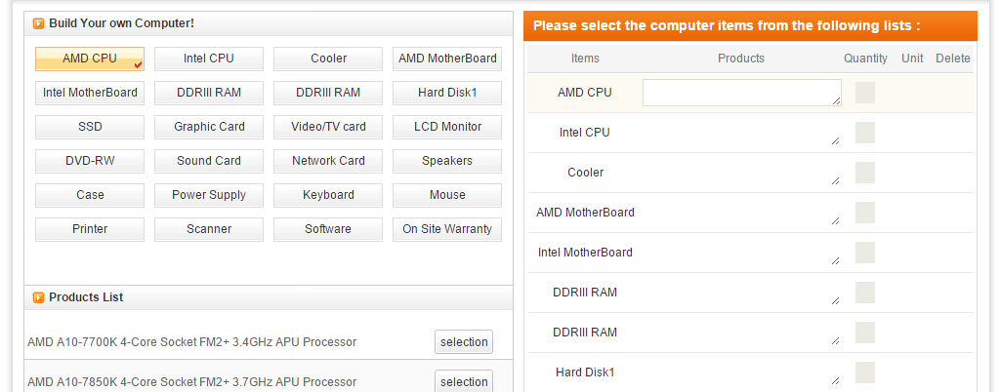 Build Your own Computer!
AMD CPU Intel CPU Cooler AMD MotherBoard
Intel MotherBoard DDRIII RAM DDRIII RAM Hard Disk1
SSD Graphic Card Video/TV card LCD Monitor
DVD-RW Sound Card Network Card Speakers
Case Power Supply Keyboard Mouse
Printer Scanner Software On Site Warranty
Products List
AMD A10-7700K 4-Core Socket FM2+ 3.4GHz APU Processor selection
AMD A10-7850K 4-Core Socket FM2+ 3.7GHz APU Processor selection
Please select the computer items from the following lists :
Items Products Quantity Unit Delete
AMD CPU
Intel CPU
Cooler
AMD MotherBoard
Intel MotherBoard
DDRIII RAM
DDRIII RAM
Hard Disk1